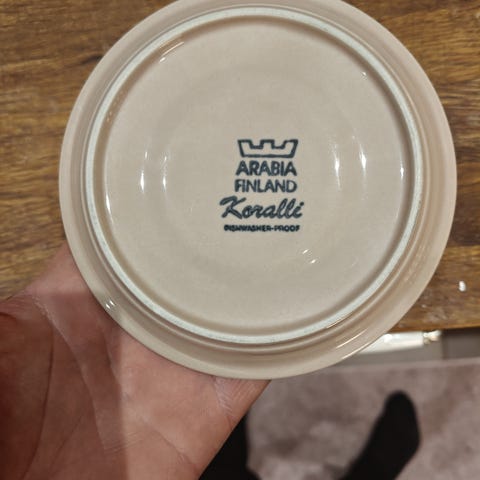 ARABIA
FINLAND
Koralli
DISHWASHER-PROOF